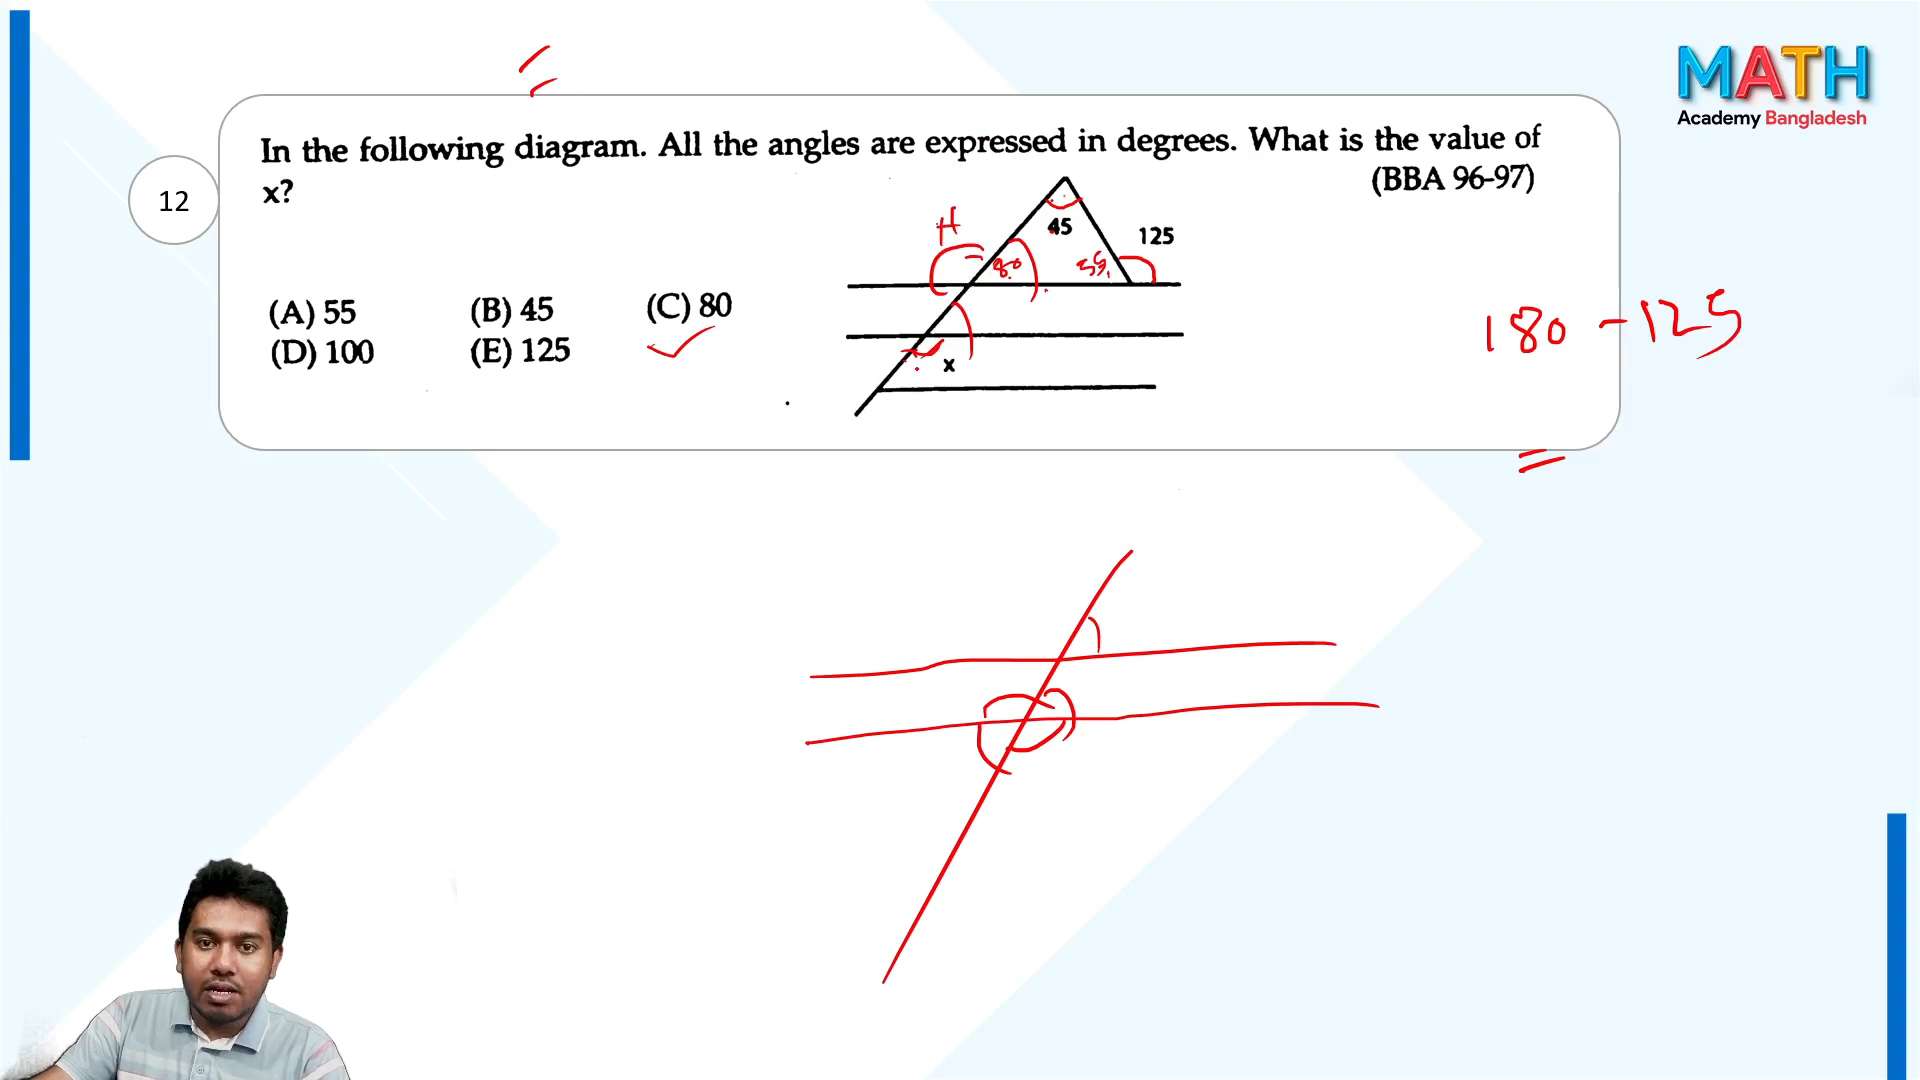 MATH
Academy Bangladesh
12
In the following diagram. All the angles are expressed in degrees. What is the value of
x?
(BBA 96-97)
45
125
80
55
x
(A) 55
(B) 45
(C) 80
(D) 100
(E) 125
180 - 125